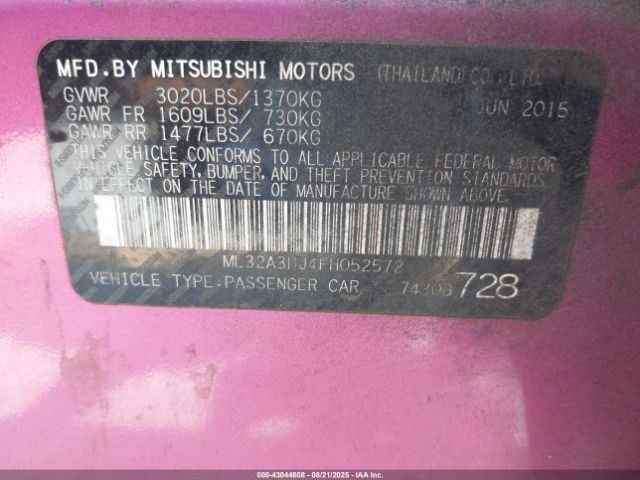 MFD.BY MITSUBISHI MOTORS (THAILAND) CO., LTD.
GVWR 3020LBS/1370KG JUN 2015
GAWR FR 1609LBS/ 730KG
GAWR RR 1477LBS/ 670KG
THIS VEHICLE CONFORMS TO ALL APPLICABLE FEDERAL MOTOR
VEHICLE SAFETY, BUMPER, AND THEFT PREVENTION STANDARDS
IN EFFECT ON THE DATE OF MANUFACTURE SHOWN ABOVE.
ML32A3HJ4FH052572
VEHICLE TYPE:PASSENGER CAR 728
000-43044808 - 08/21/2025 - IAAI.COM